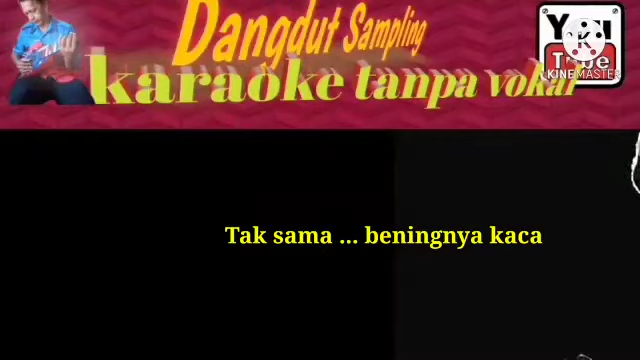 Dangdut Sampling
karaoke tanpa vokal
KINEMASTER
Tak sama ... beningnya kaca